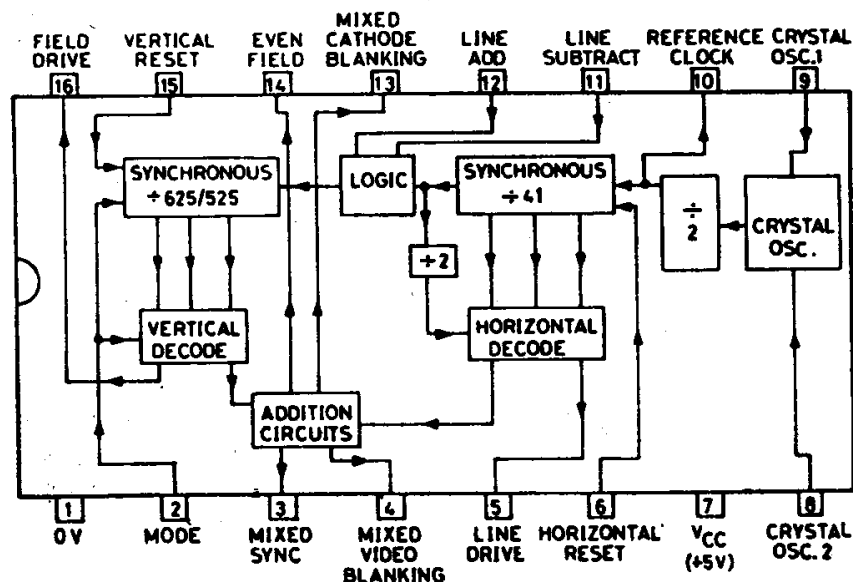 FIELD
DRIVE
16
VERTICAL
RESET
15
EVEN
FIELD
14
MIXED
CATHODE
BLANKING
13
LINE
ADD
12
LINE
SUBTRACT
11
REFERENCE
CLOCK
10
CRYSTAL
OSC.1
9
SYNCHRONOUS
÷ 625/525
LOGIC
SYNCHRONOUS
÷ 41
÷
2
CRYSTAL
OSC.
÷2
VERTICAL
DECODE
HORIZONTAL
DECODE
ADDITION
CIRCUITS
1
0V
2
MODE
3
MIXED
SYNC
4
MIXED
VIDEO
BLANKING
5
LINE
DRIVE
6
HORIZONTAL
RESET
7
VCC
(+5V)
8
CRYSTAL
OSC. 2